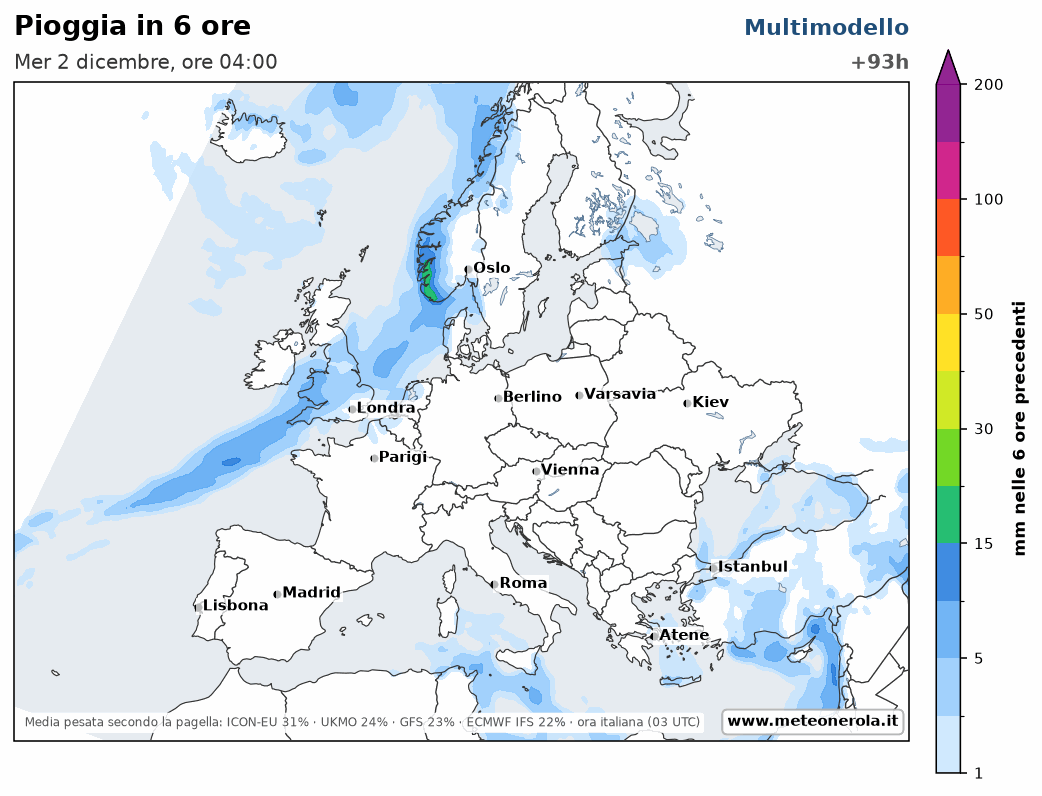 Pioggia in 6 ore
Multimodello
Mer 2 dicembre, ore 04:00
+93h
200
100
50
30
15
5
1
mm nelle 6 ore precedenti
Oslo
Londra
Berlino
Varsavia
Kiev
Parigi
Vienna
Istanbul
Roma
Madrid
Lisbona
Atene
Media pesata secondo la pagella: ICON-EU 31% · UKMO 24% · GFS 23% · ECMWF IFS 22% · ora italiana (03 UTC)
www.meteonerola.it